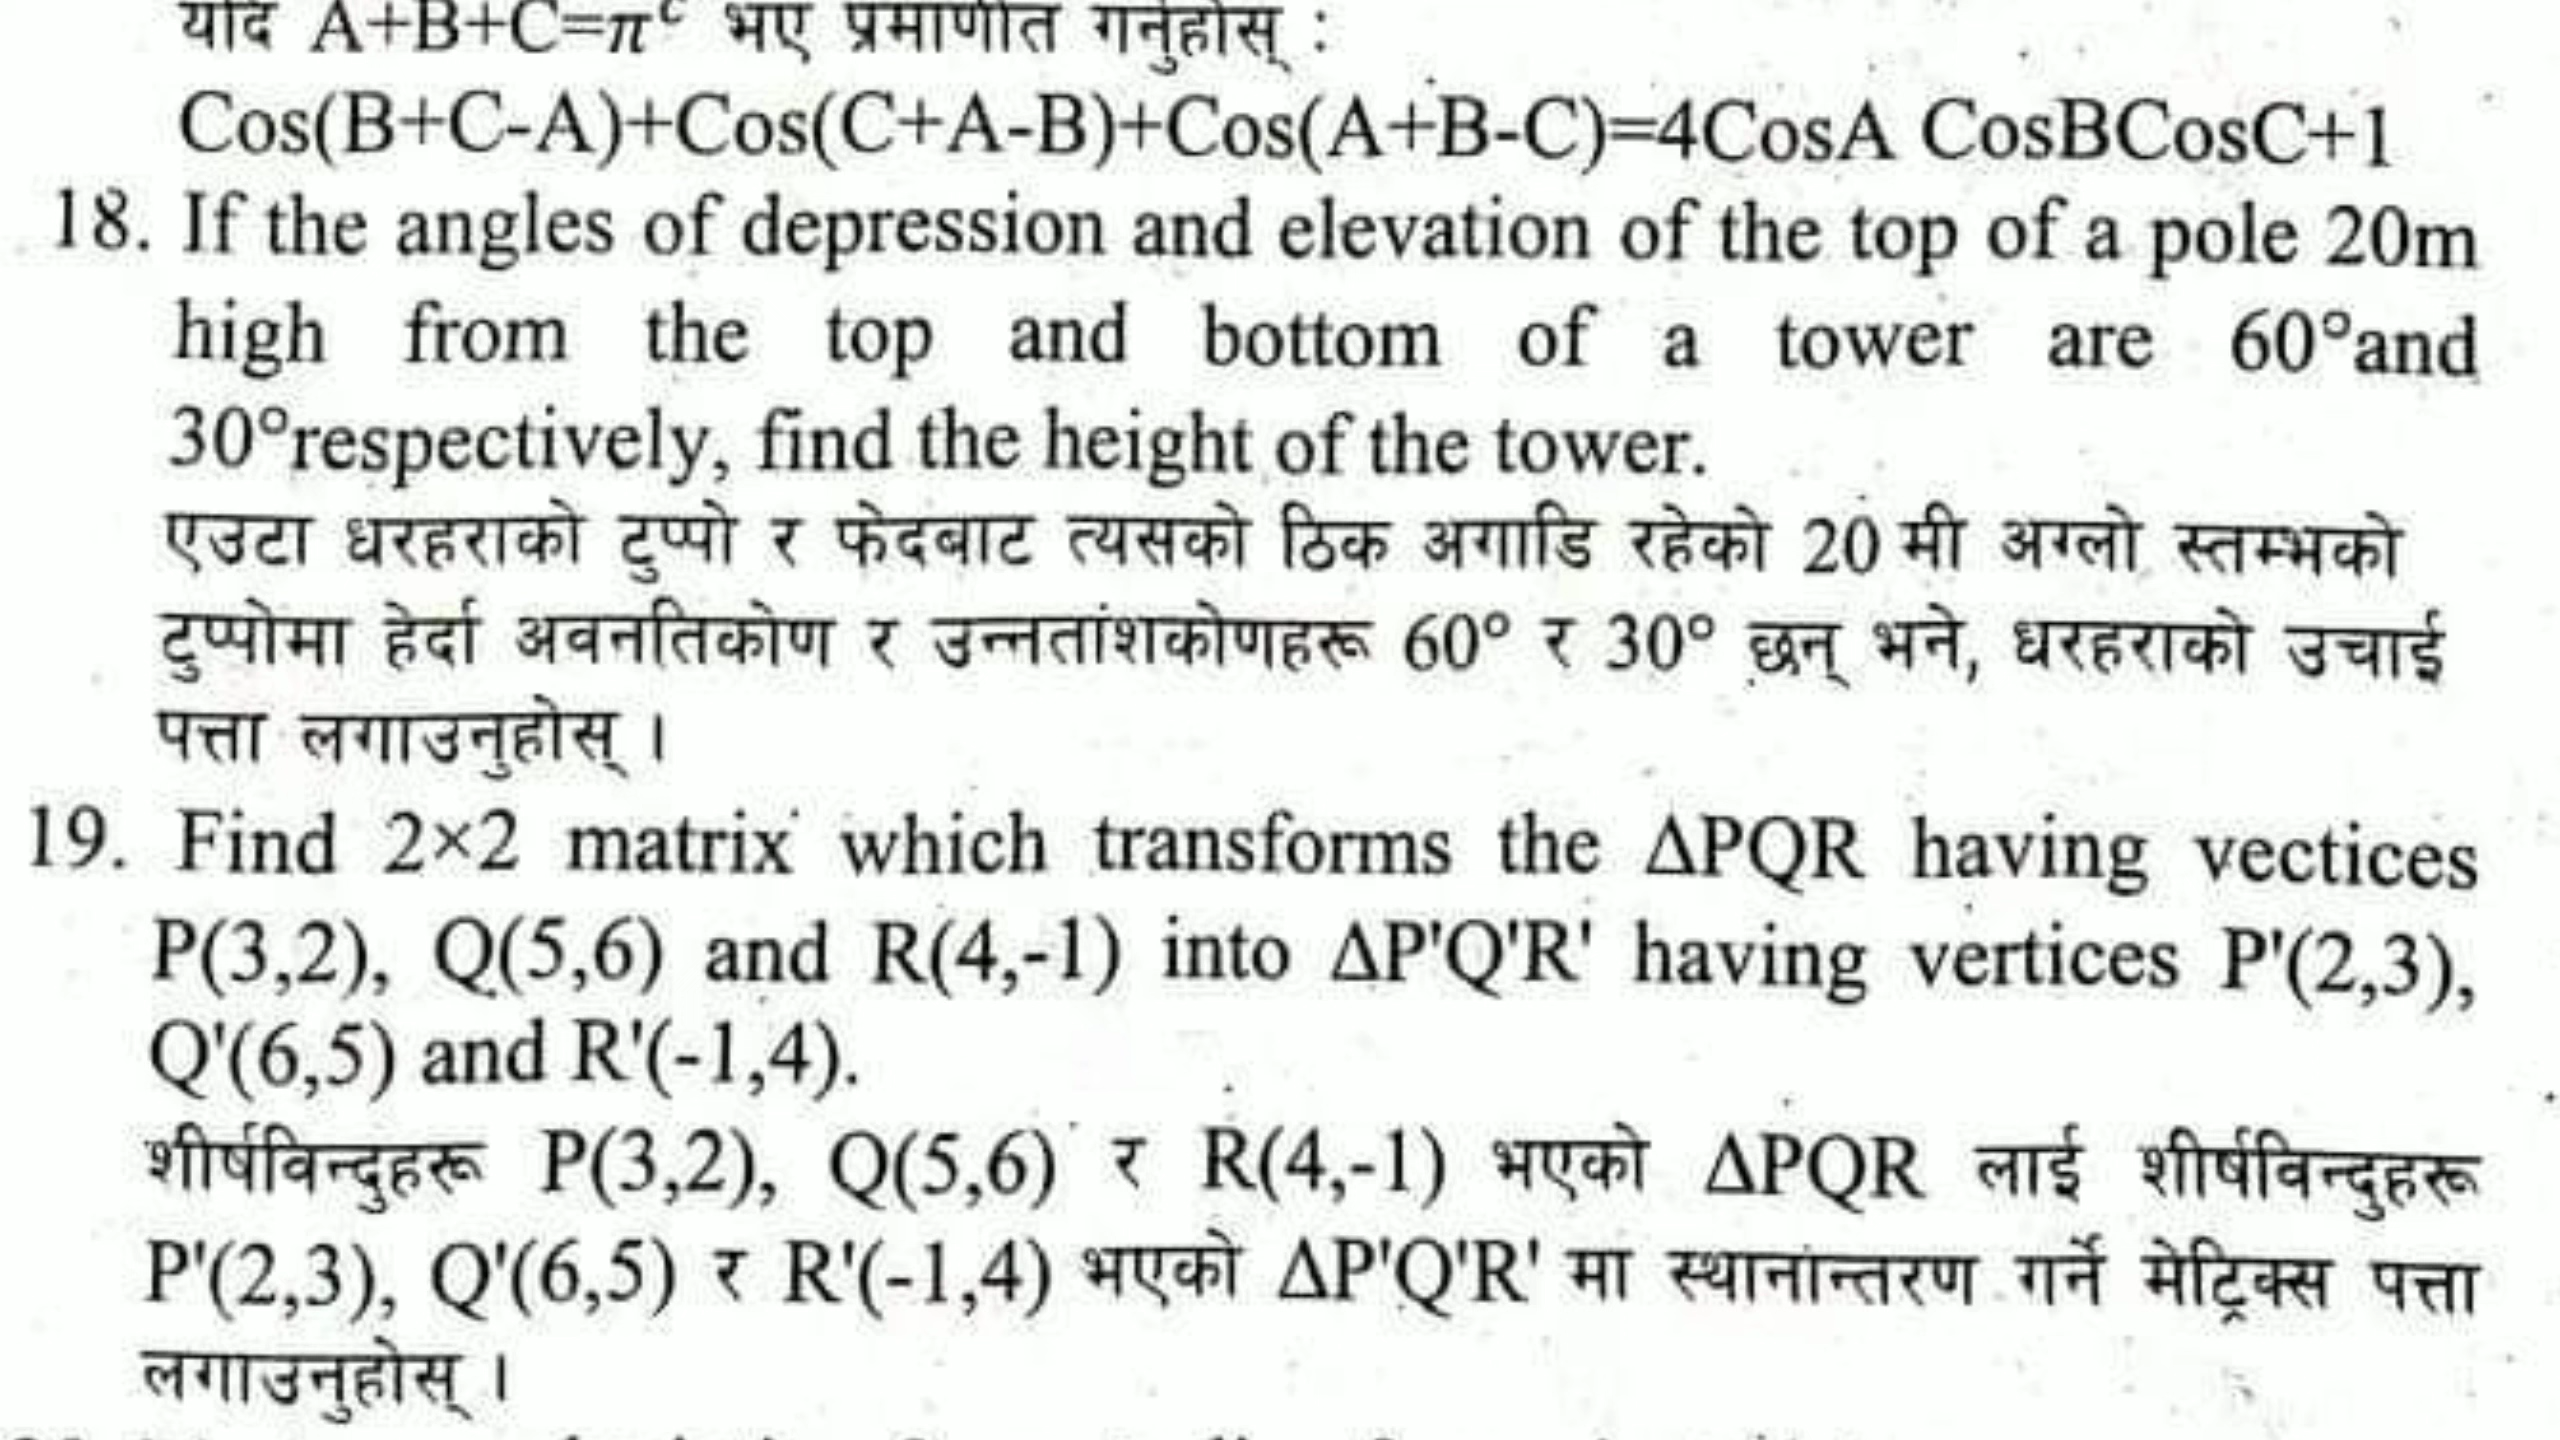 यदि A+B+C=πᶜ भए प्रमाणीत गर्नुहोस् :
Cos(B+C-A)+Cos(C+A-B)+Cos(A+B-C)=4CosA CosBCosC+1
18. If the angles of depression and elevation of the top of a pole 20m
high from the top and bottom of a tower are 60°and
30°respectively, find the height of the tower.
एउटा धरहराको टुप्पो र फेदबाट त्यसको ठिक अगाडि रहेको 20 मी अग्लो स्तम्भको
टुप्पोमा हेर्दा अवनतिकोण र उन्नतांशकोणहरू 60° र 30° छन् भने, धरहराको उचाई
पत्ता लगाउनुहोस् ।
19. Find 2×2 matrix which transforms the ΔPQR having vectices
P(3,2), Q(5,6) and R(4,-1) into ΔP'Q'R' having vertices P'(2,3),
Q'(6,5) and R'(-1,4).
शीर्षविन्दुहरू P(3,2), Q(5,6) र R(4,-1) भएको ΔPQR लाई शीर्षविन्दुहरू
P'(2,3), Q'(6,5) र R'(-1,4) भएको ΔP'Q'R' मा स्थानान्तरण गर्ने मेट्रिक्स पत्ता
लगाउनुहोस् ।